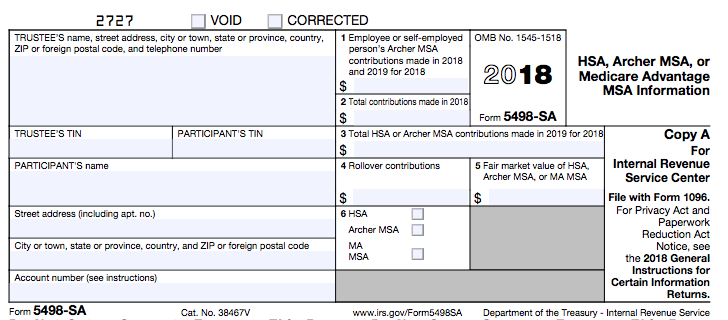 2727 VOID CORRECTED
TRUSTEE'S name, street address, city or town, state or province, country,
ZIP or foreign postal code, and telephone number
1 Employee or self-employed
person's Archer MSA
contributions made in 2018
and 2019 for 2018
$
2 Total contributions made in 2018
$
OMB No. 1545-1518
2018
Form 5498-SA
HSA, Archer MSA, or
Medicare Advantage
MSA Information
TRUSTEE'S TIN
PARTICIPANT'S TIN
3 Total HSA or Archer MSA contributions made in 2019 for 2018
$
Copy A
For
Internal Revenue
Service Center
File with Form 1096.
For Privacy Act and
Paperwork
Reduction Act
Notice, see
the 2018 General
Instructions for
Certain Information
Returns.
PARTICIPANT'S name
4 Rollover contributions
$
5 Fair market value of HSA,
Archer MSA, or MA MSA
$
Street address (including apt. no.)
6 HSA
Archer MSA
MA
MSA
City or town, state or province, country, and ZIP or foreign postal code
Account number (see instructions)
Form 5498-SA Cat. No. 38467V www.irs.gov/Form5498SA Department of the Treasury - Internal Revenue Service